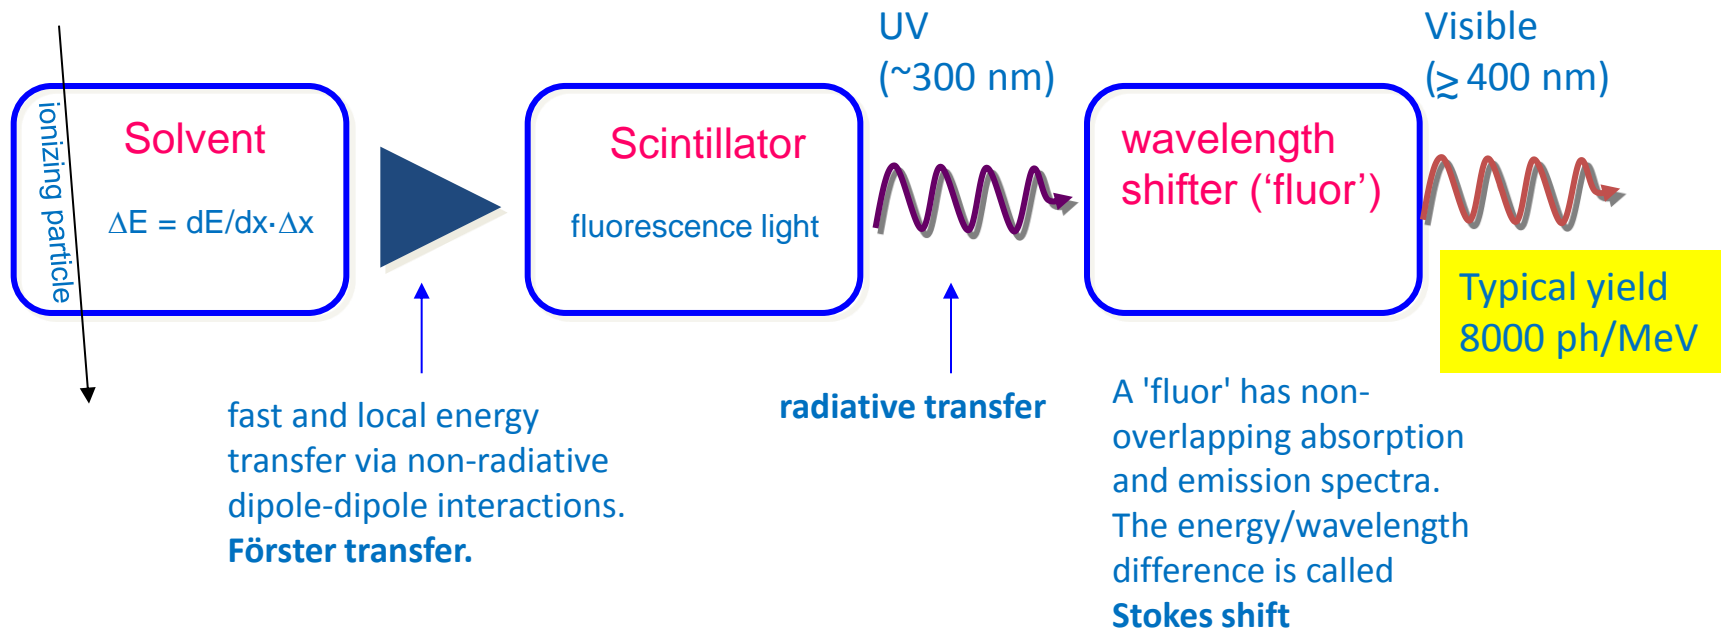 UV
(~300 nm)
Visible
(≳ 400 nm)
ionizing particle
Solvent
ΔE = dE/dx·Δx
Scintillator
fluorescence light
wavelength
shifter (‘fluor’)
Typical yield
8000 ph/MeV
fast and local energy
transfer via non-radiative
dipole-dipole interactions.
Förster transfer.
radiative transfer
A 'fluor' has non-
overlapping absorption
and emission spectra.
The energy/wavelength
difference is called
Stokes shift